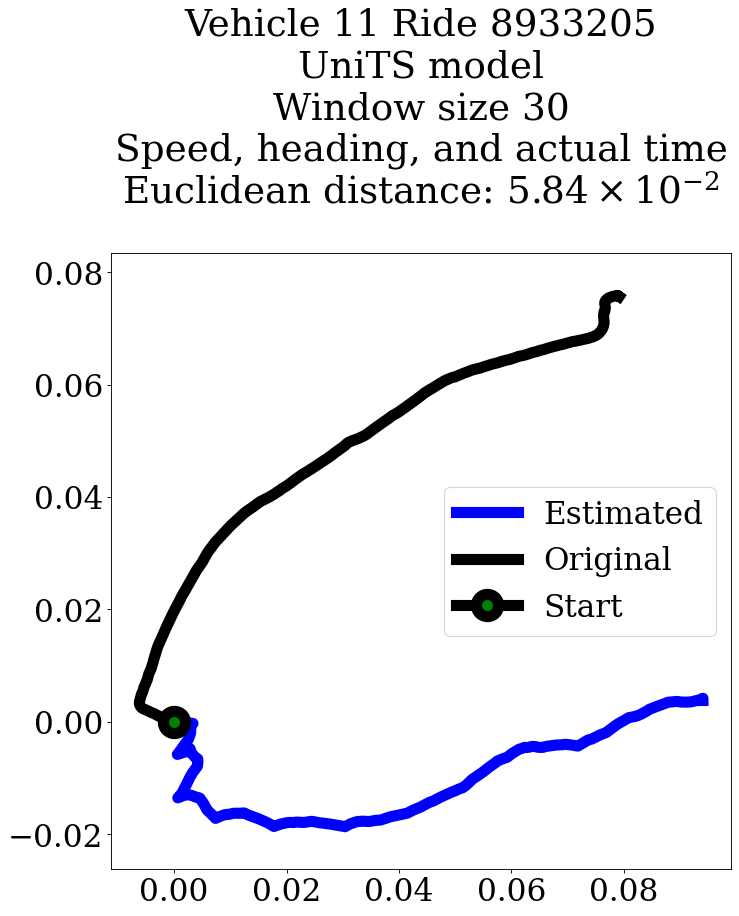 Vehicle 11 Ride 8933205
UniTS model
Window size 30
Speed, heading, and actual time
Euclidean distance: 5.84 × 10⁻²
0.08
0.06
0.04
0.02
0.00
−0.02
Estimated
Original
Start
0.00 0.02 0.04 0.06 0.08